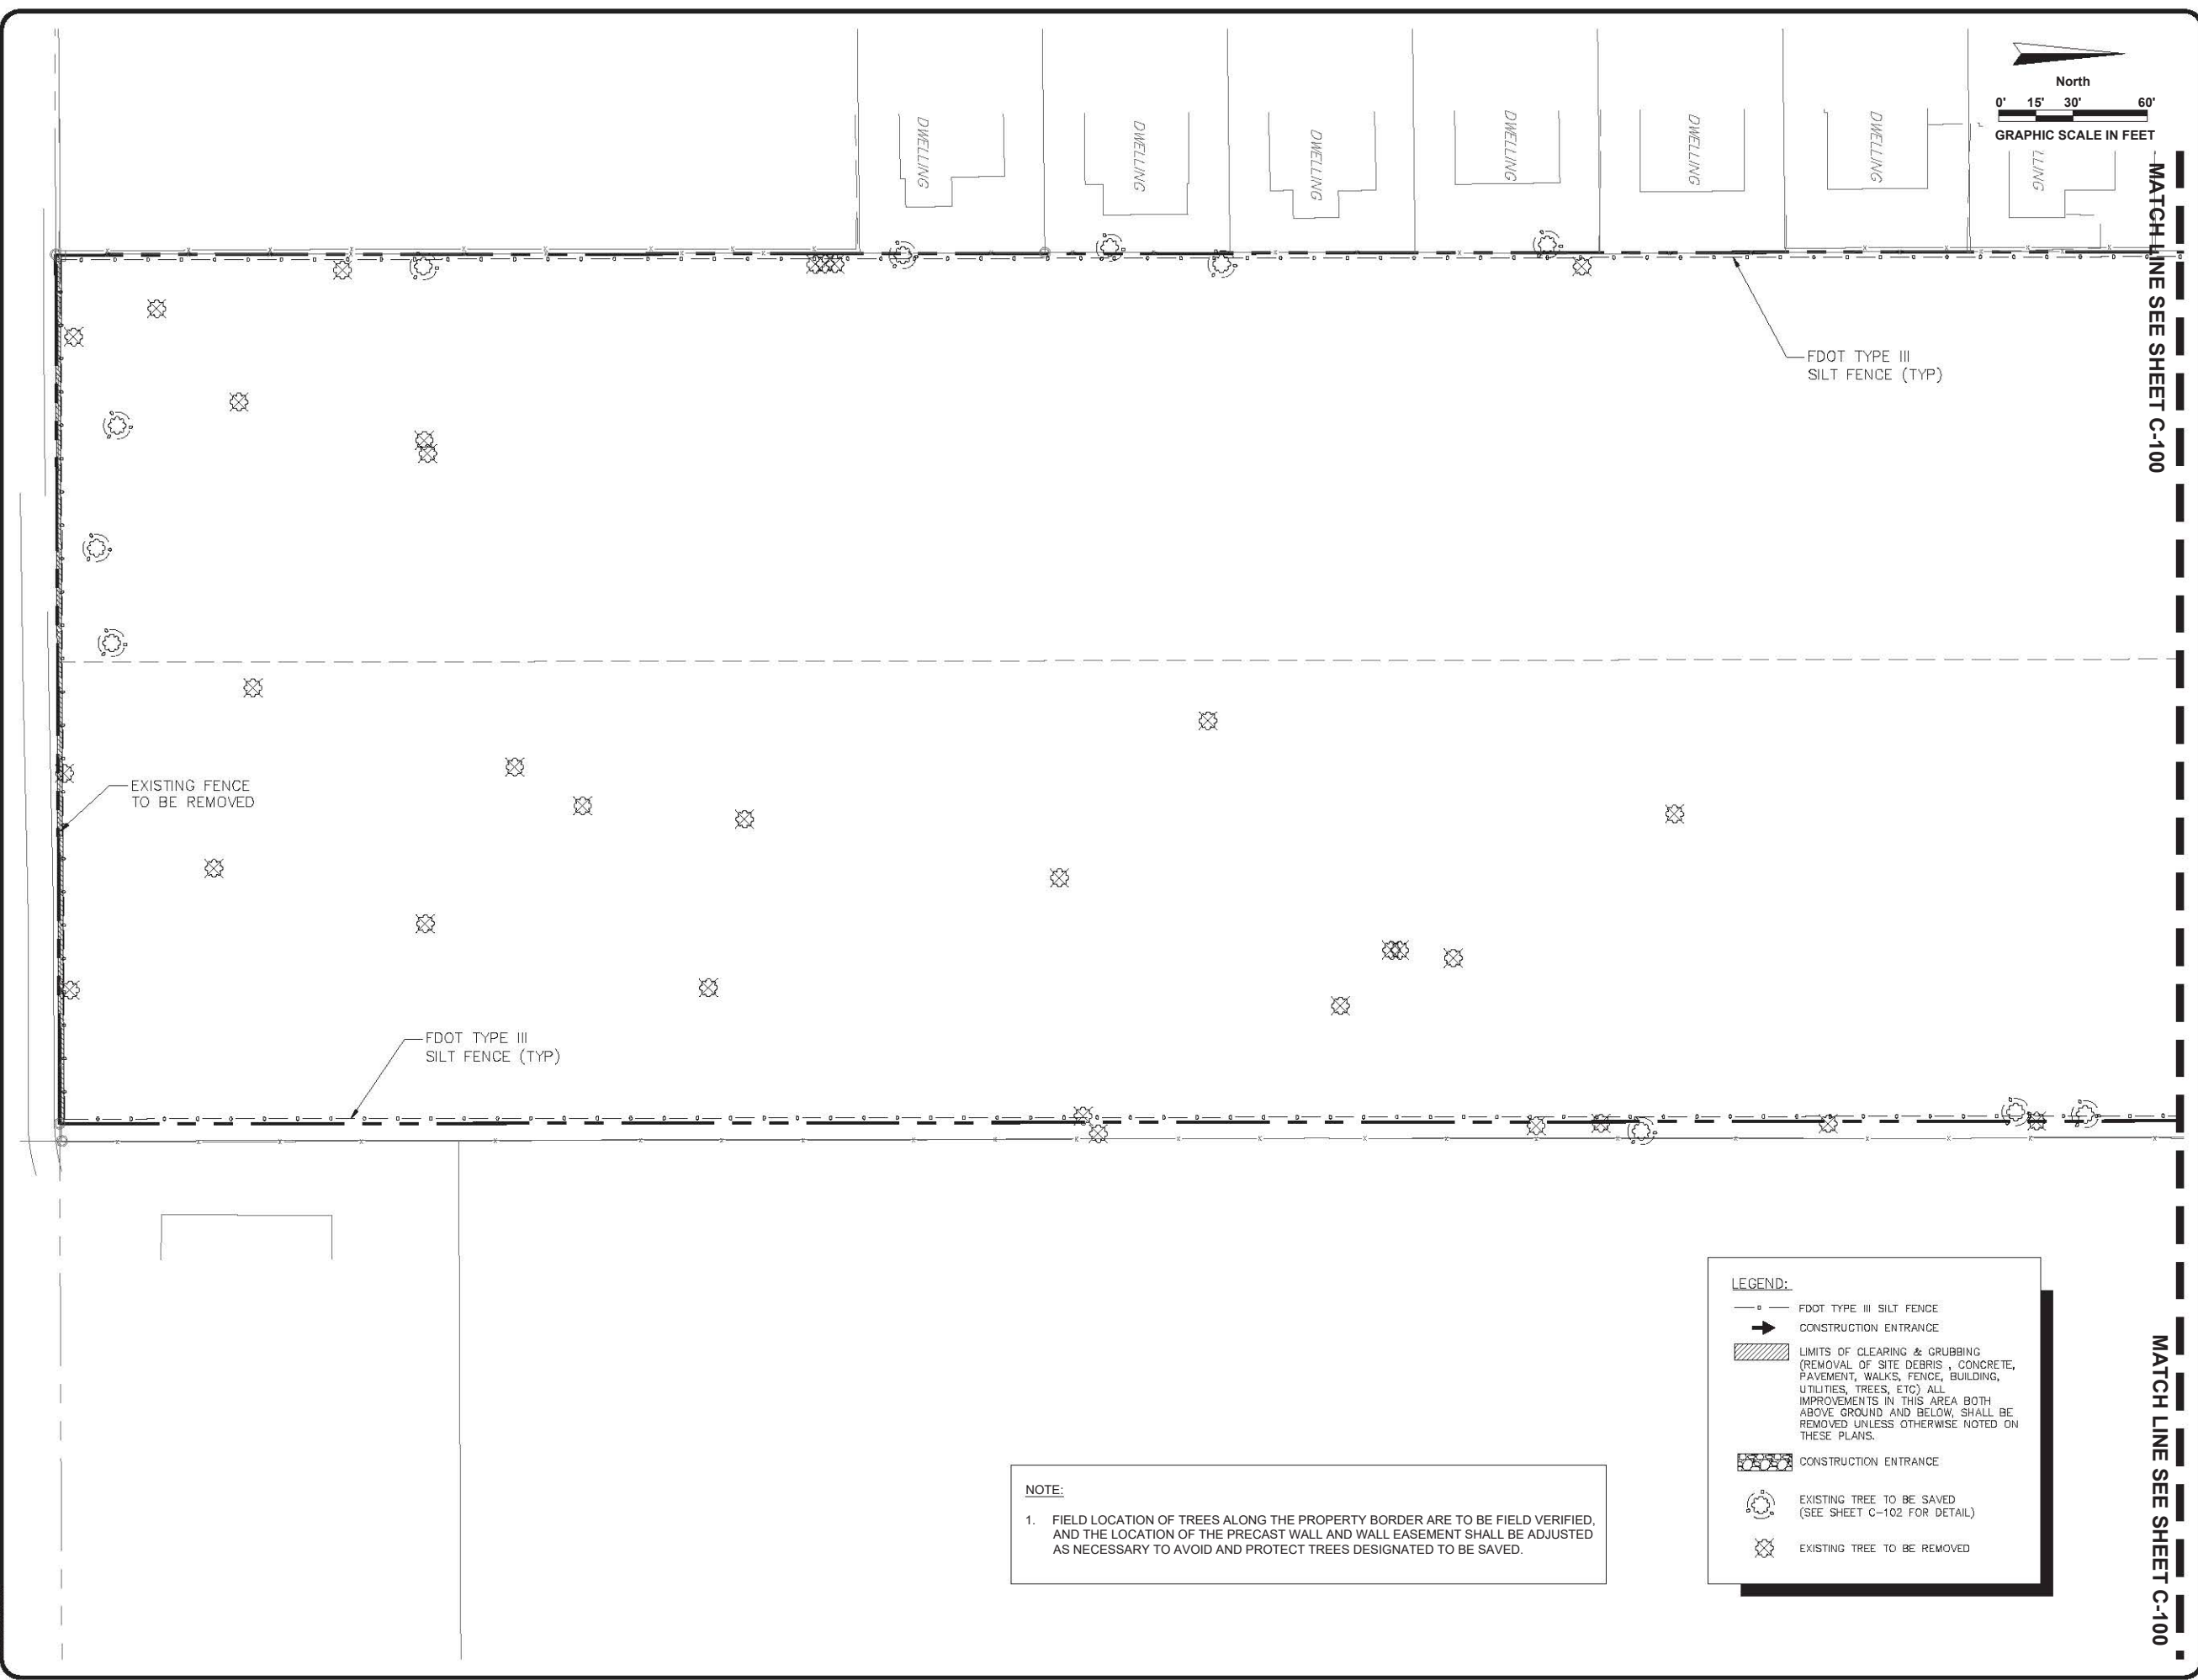 North
0' 15' 30' 60'
GRAPHIC SCALE IN FEET
DWELLING
DWELLING
DWELLING
DWELLING
DWELLING
DWELLING
LLING
MATCH LINE SEE SHEET C-100
FDOT TYPE III
SILT FENCE (TYP)
EXISTING FENCE
TO BE REMOVED
FDOT TYPE III
SILT FENCE (TYP)
NOTE:
1. FIELD LOCATION OF TREES ALONG THE PROPERTY BORDER ARE TO BE FIELD VERIFIED,
AND THE LOCATION OF THE PRECAST WALL AND WALL EASEMENT SHALL BE ADJUSTED
AS NECESSARY TO AVOID AND PROTECT TREES DESIGNATED TO BE SAVED.
LEGEND:
FDOT TYPE III SILT FENCE
CONSTRUCTION ENTRANCE
LIMITS OF CLEARING & GRUBBING
(REMOVAL OF SITE DEBRIS , CONCRETE,
PAVEMENT, WALKS, FENCE, BUILDING,
UTILITIES, TREES, ETC) ALL
IMPROVEMENTS IN THIS AREA BOTH
ABOVE GROUND AND BELOW, SHALL BE
REMOVED UNLESS OTHERWISE NOTED ON
THESE PLANS.
CONSTRUCTION ENTRANCE
EXISTING TREE TO BE SAVED
(SEE SHEET C-102 FOR DETAIL)
EXISTING TREE TO BE REMOVED
MATCH LINE SEE SHEET C-100